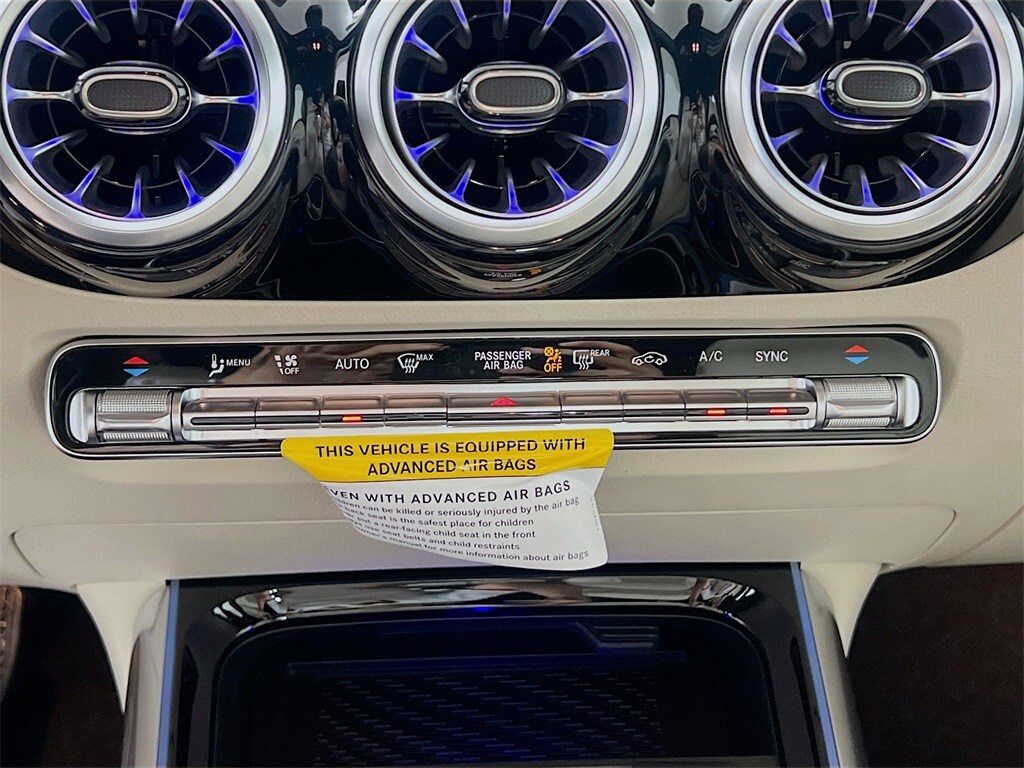 MENU
OFF
AUTO
MAX
PASSENGER
AIR BAG
OFF
REAR
A/C
SYNC
THIS VEHICLE IS EQUIPPED WITH
ADVANCED AIR BAGS
EVEN WITH ADVANCED AIR BAGS
can be killed or seriously injured by the air bag
back seat is the safest place for children
put a rear-facing child seat in the front
use seat belts and child restraints
manual for more information about air bags